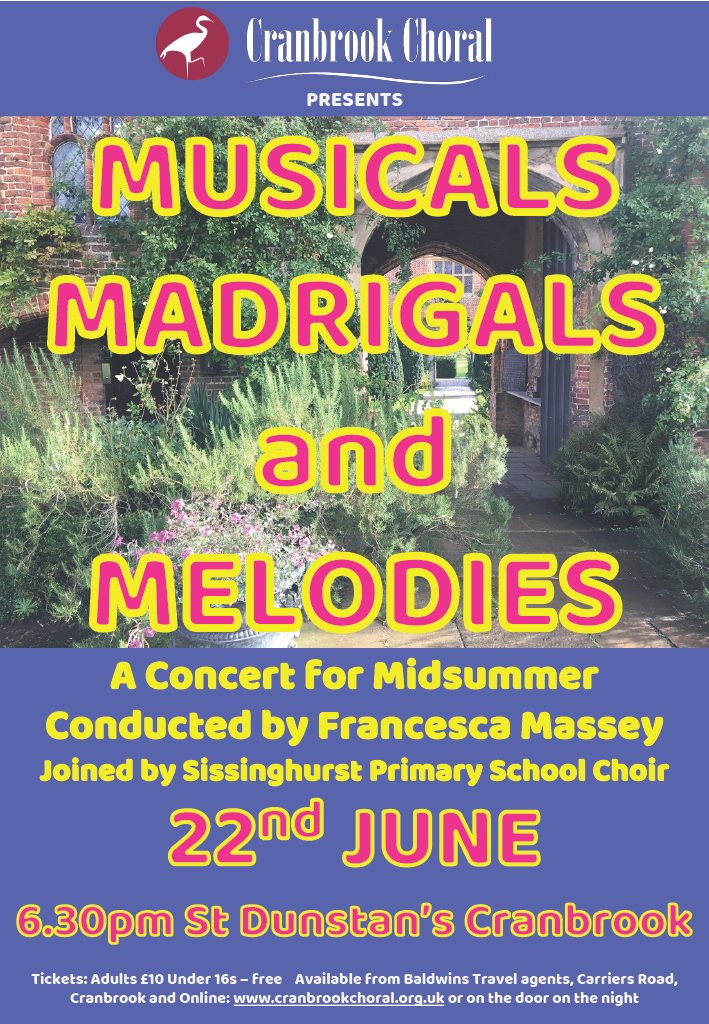 Cranbrook Choral
PRESENTS
MUSICALS
MADRIGALS
and
MELODIES
A Concert for Midsummer
Conducted by Francesca Massey
Joined by Sissinghurst Primary School Choir
22nd JUNE
6.30pm St Dunstan's Cranbrook
Tickets: Adults £10 Under 16s – free Available from Baldwins Travel agents, Carriers Road,
Cranbrook and Online: www.cranbrookchoral.org.uk or on the door on the night